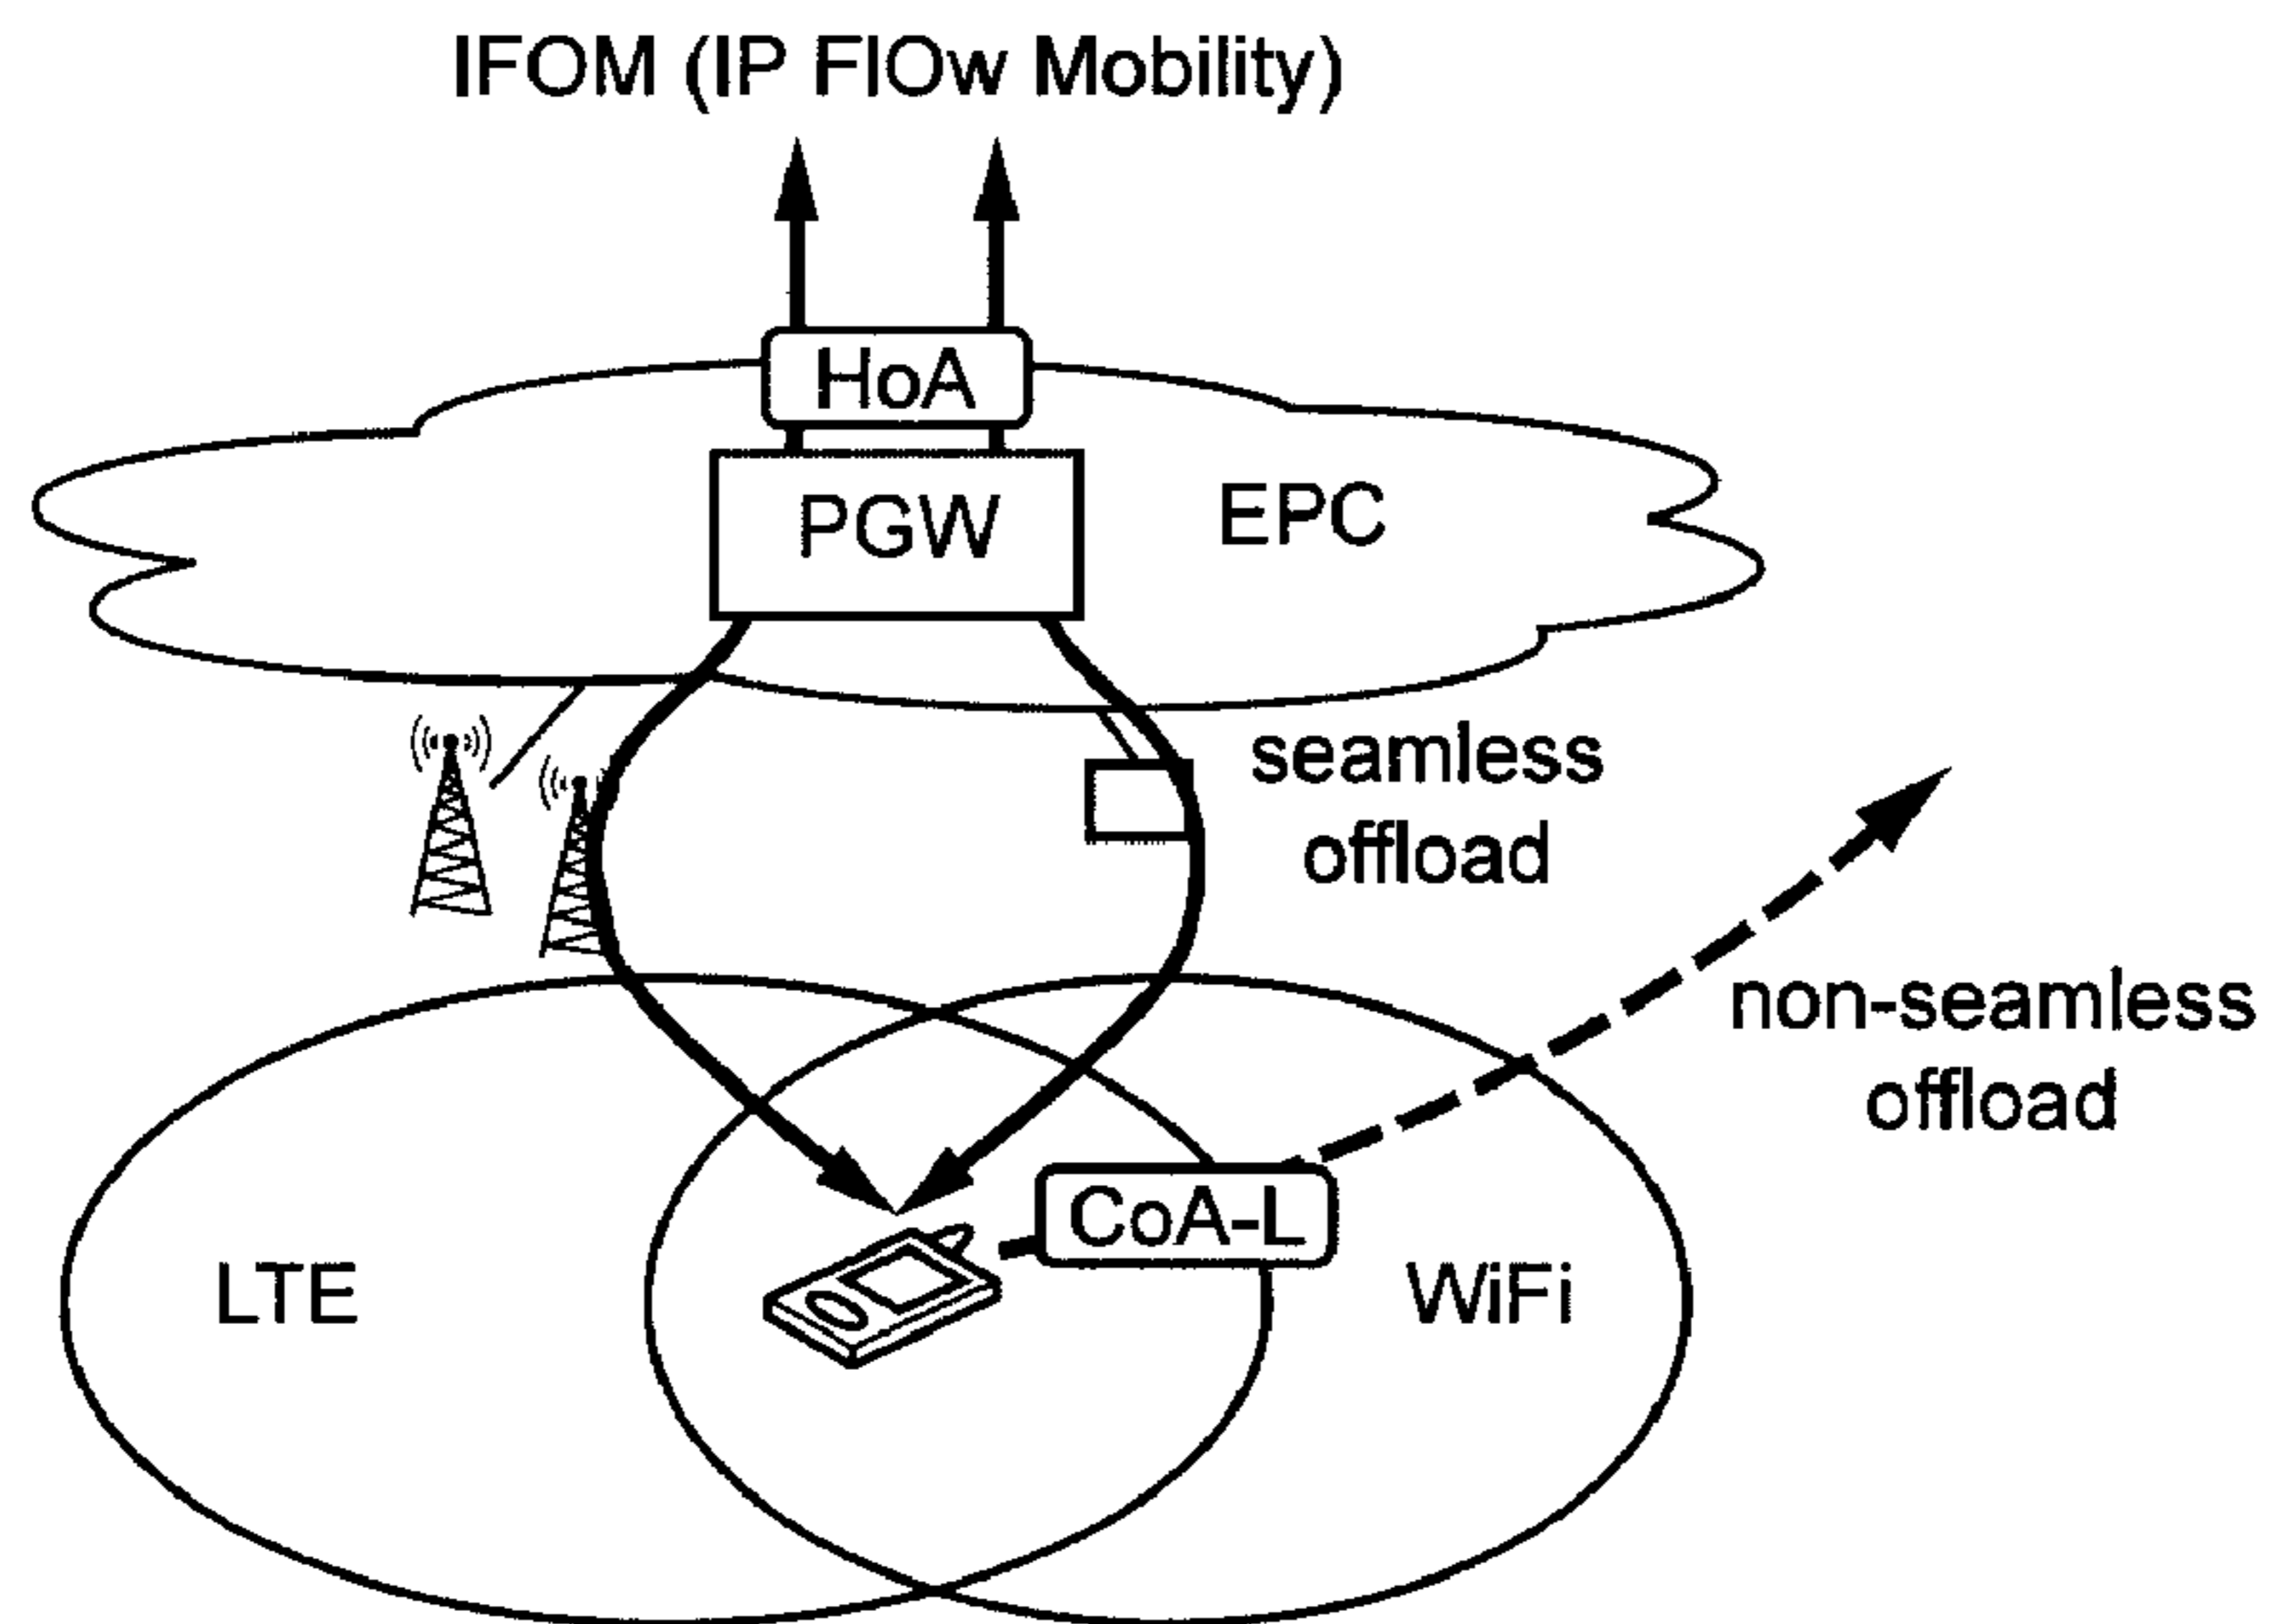 IFOM (IP FlOw Mobility)
HoA
PGW
EPC
seamless
offload
non-seamless
offload
CoA-L
LTE
WiFi